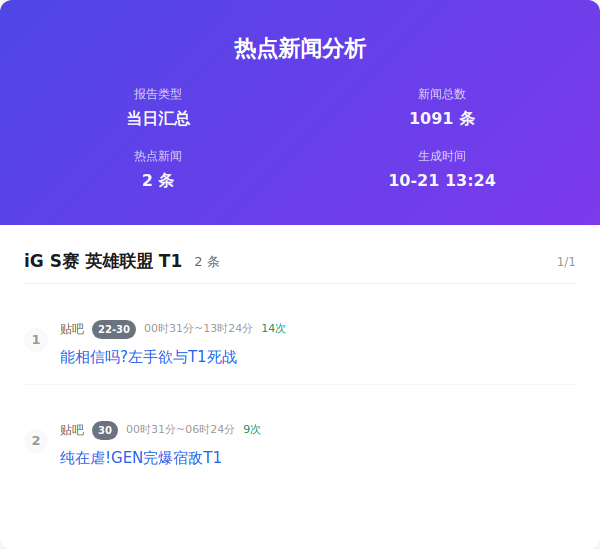 热点新闻分析
报告类型
新闻总数
当日汇总
1091 条
热点新闻
生成时间
2 条
10-21 13:24
iG S赛 英雄联盟 T1 2 条 1/1
1 贴吧 22-30 00时31分~13时24分 14次
能相信吗?左手欲与T1死战
2 贴吧 30 00时31分~06时24分 9次
纯在虐!GEN完爆宿敌T1